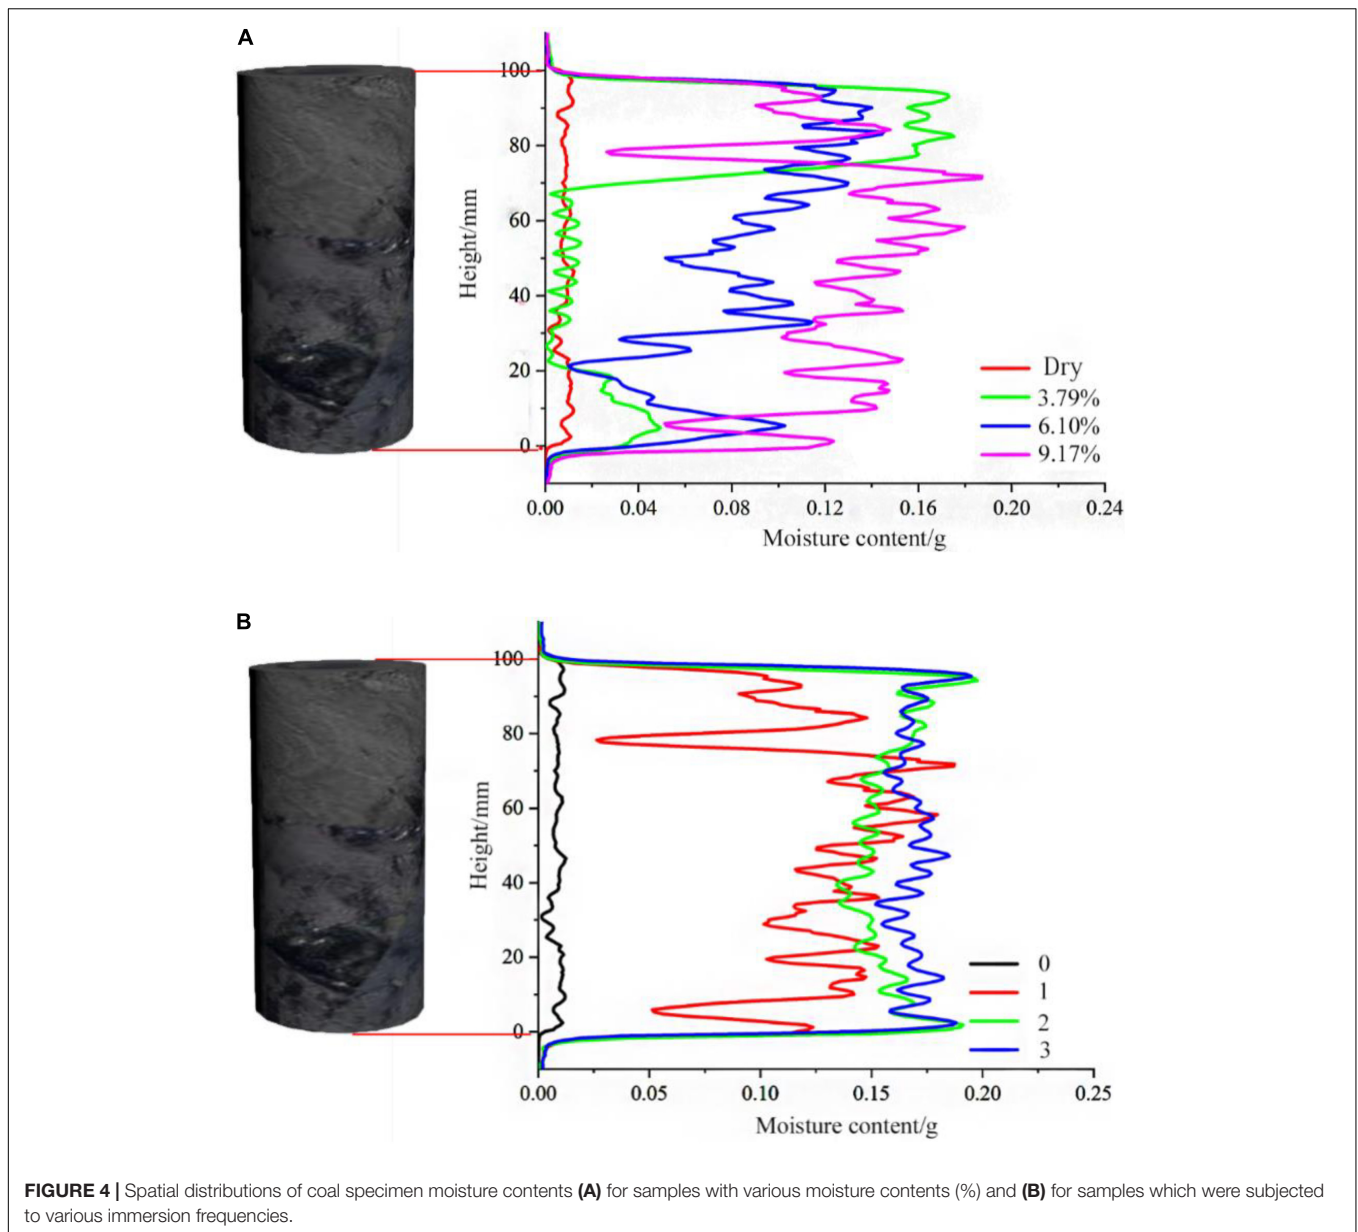 A
100
80
60
40
20
0
Height/mm
Dry
3.79%
6.10%
9.17%
0.00 0.04 0.08 0.12 0.16 0.20 0.24
Moisture content/g
B
100
80
60
40
20
0
Height/mm
0
1
2
3
0.00 0.05 0.10 0.15 0.20 0.25
Moisture content/g
FIGURE 4 | Spatial distributions of coal specimen moisture contents (A) for samples with various moisture contents (%) and (B) for samples which were subjected
to various immersion frequencies.